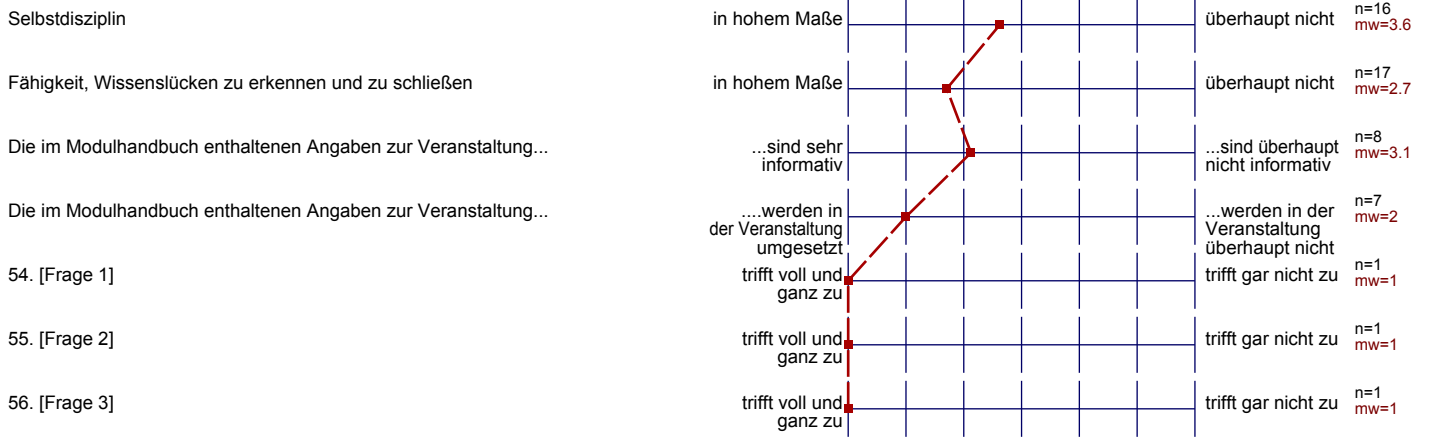 Selbstdisziplin
in hohem Maße
überhaupt nicht
n=16
mw=3.6
Fähigkeit, Wissenslücken zu erkennen und zu schließen
in hohem Maße
überhaupt nicht
n=17
mw=2.7
Die im Modulhandbuch enthaltenen Angaben zur Veranstaltung...
...sind sehr
informativ
...sind überhaupt
nicht informativ
n=8
mw=3.1
Die im Modulhandbuch enthaltenen Angaben zur Veranstaltung...
....werden in
der Veranstaltung
umgesetzt
...werden in der
Veranstaltung
überhaupt nicht
n=7
mw=2
54. [Frage 1]
trifft voll und
ganz zu
trifft gar nicht zu
n=1
mw=1
55. [Frage 2]
trifft voll und
ganz zu
trifft gar nicht zu
n=1
mw=1
56. [Frage 3]
trifft voll und
ganz zu
trifft gar nicht zu
n=1
mw=1